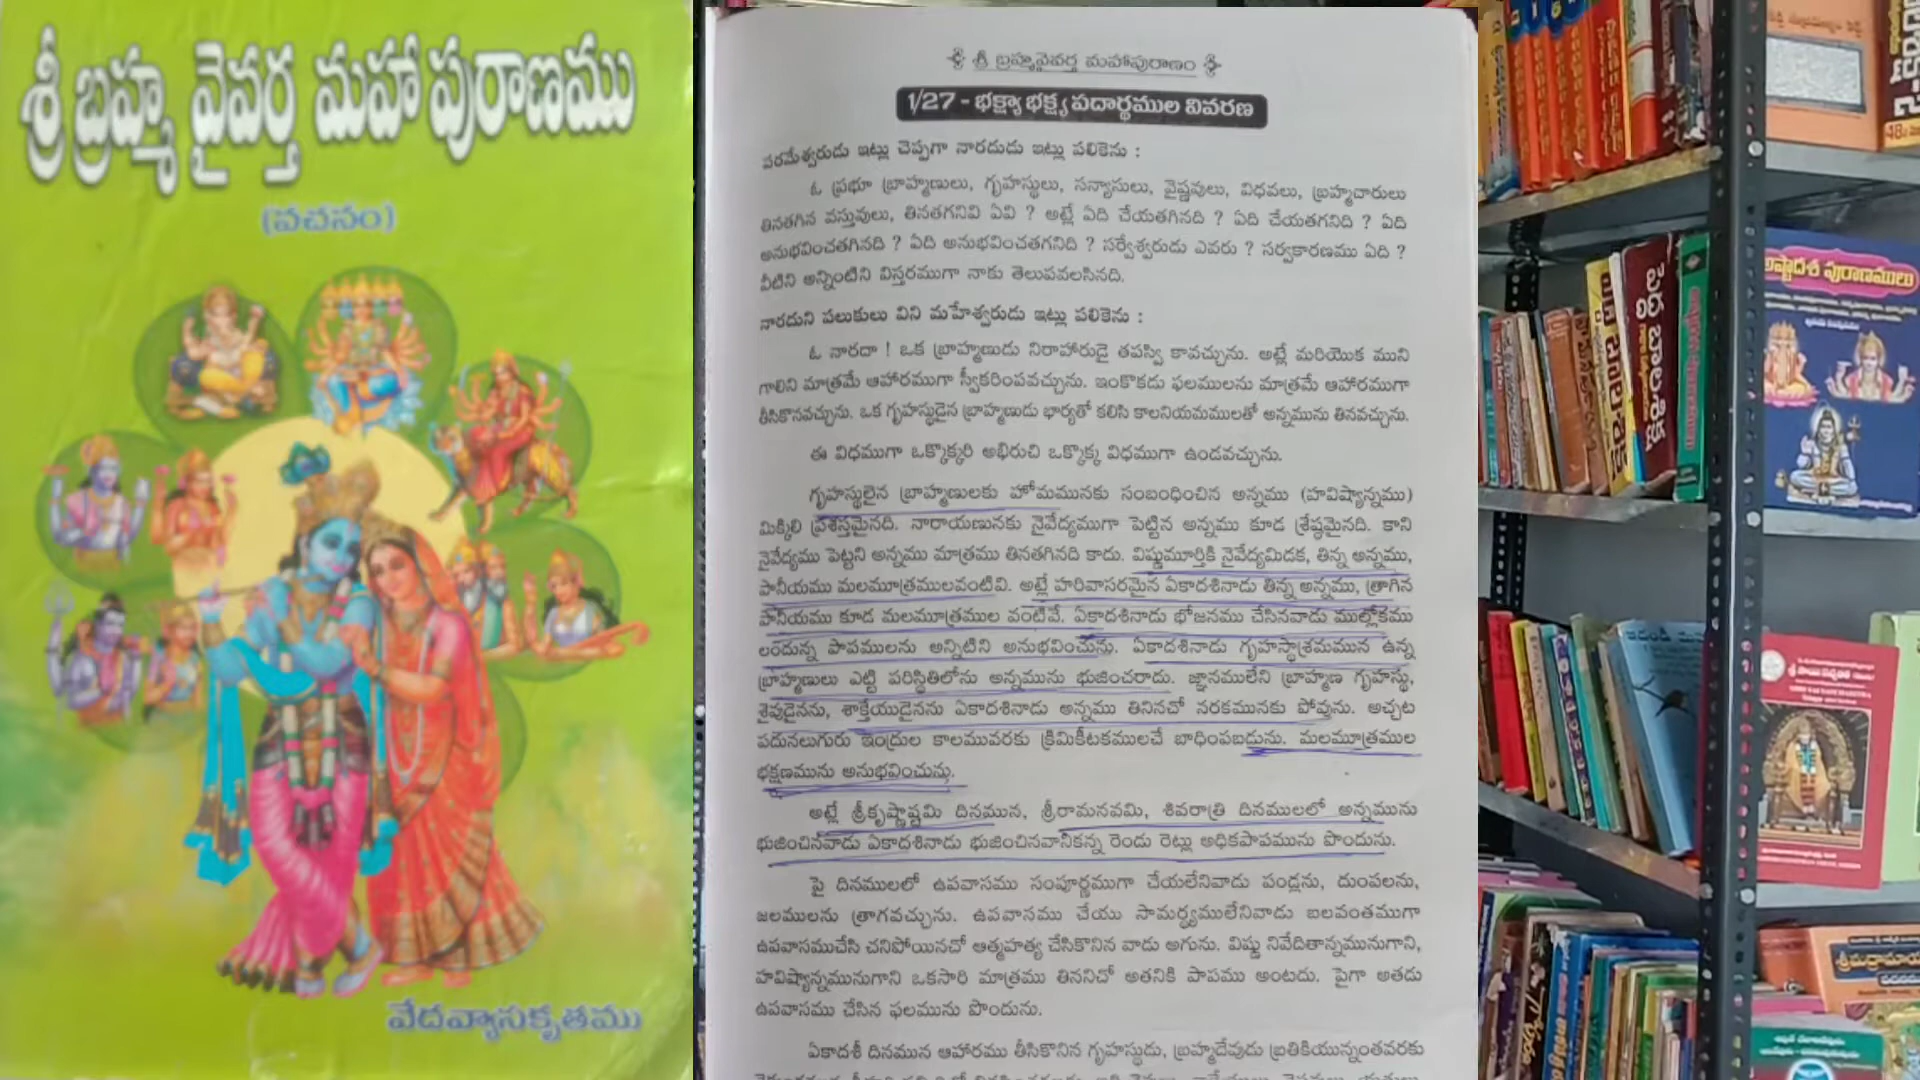 శ్రీ బ్రహ్మ వైవర్త మహా పురాణము
(వచనం)
వేదవ్యాసకృతము
శ్రీ బ్రహ్మవైవర్త మహాపురాణం
1/27 - భక్ష్యా భక్ష్య పదార్థముల వివరణ
పరమేశ్వరుడు ఇట్లు చెప్పగా నారదుడు ఇట్లు పలికెను :
ఓ ప్రభూ బ్రాహ్మణులు, గృహస్థులు, సన్యాసులు, వైష్ణవులు, విధవలు, బ్రహ్మచారులు
తినతగిన వస్తువులు, తినతగనివి ఏవి ? అట్లే ఏది చేయతగినది ? ఏది చేయతగనిది ? ఏది
అనుభవించతగినది ? ఏది అనుభవించతగనిది ? సర్వేశ్వరుడు ఎవరు ? సర్వకారణము ఏది ?
వీటిని అన్నింటిని విస్తరముగా నాకు తెలుపవలసినది.
నారదుని పలుకులు విని మహేశ్వరుడు ఇట్లు పలికెను :
ఓ నారదా ! ఒక బ్రాహ్మణుడు నిరాహారుడై తపస్వి కావచ్చును. అట్లే మరియొక ముని
గాలిని మాత్రమే ఆహారముగా స్వీకరింపవచ్చును. ఇంకొకడు ఫలములను మాత్రమే ఆహారముగా
తీసికొనవచ్చును. ఒక గృహస్థుడైన బ్రాహ్మణుడు భార్యతో కలిసి కాలనియమములతో అన్నమును తినవచ్చును.
ఈ విధముగా ఒక్కొక్కరి అభిరుచి ఒక్కొక్క విధముగా ఉండవచ్చును.
గృహస్థులైన బ్రాహ్మణులకు హోమమునకు సంబంధించిన అన్నము (హవిష్యాన్నము)
మిక్కిలి ప్రశస్తమైనది. నారాయణునకు నైవేద్యముగా పెట్టిన అన్నము కూడ శ్రేష్ఠమైనది. కాని
నైవేద్యము పెట్టని అన్నము మాత్రము తినతగినది కాదు. విష్ణుమూర్తికి నైవేద్యమిడక, తిన్న అన్నము,
పానీయము మలమూత్రములవంటివి. అట్లే హరివాసరమైన ఏకాదశినాడు తిన్న అన్నము, త్రాగిన
పానీయము కూడ మలమూత్రముల వంటివే. ఏకాదశినాడు భోజనము చేసినవాడు ముల్లోకము
లందున్న పాపములను అన్నిటిని అనుభవించును. ఏకాదశినాడు గృహస్థాశ్రమమున ఉన్న
బ్రాహ్మణులు ఎట్టి పరిస్థితిలోను అన్నమును భుజించరాదు. జ్ఞానములేని బ్రాహ్మణ గృహస్థు,
శైవుడైనను, శాక్తేయుడైనను ఏకాదశినాడు అన్నము తినినచో నరకమునకు పోవును. అచ్చట
పదునలుగురు ఇంద్రుల కాలమువరకు క్రిమికీటకములచే బాధింపబడును. మలమూత్రముల
భక్షణమును అనుభవించును.
అట్లే శ్రీకృష్ణాష్టమి దినమున, శ్రీరామనవమి, శివరాత్రి దినములలో అన్నమును
భుజించినవాడు ఏకాదశినాడు భుజించినవానికన్న రెండు రెట్లు అధికపాపమును పొందును.
పై దినములలో ఉపవాసము సంపూర్ణముగా చేయలేనివాడు పండ్లను, దుంపలను,
జలములను త్రాగవచ్చును. ఉపవాసము చేయు సామర్థ్యములేనివాడు బలవంతముగా
ఉపవాసముచేసి చనిపోయినచో ఆత్మహత్య చేసికొనిన వాడు అగును. విష్ణు నివేదితాన్నమునుగాని,
హవిష్యాన్నమునుగాని ఒకసారి మాత్రము తిననిచో అతనికి పాపము అంటదు. పైగా అతడు
ఉపవాసము చేసిన ఫలమును పొందును.
ఏకాదశీ దినమున ఆహారము తీసికొనిన గృహస్థుడు, బ్రహ్మదేవుడు బ్రతికియున్నంతవరకు
అష్టాదశ పురాణములు
పెద్ద బాలశిక్ష